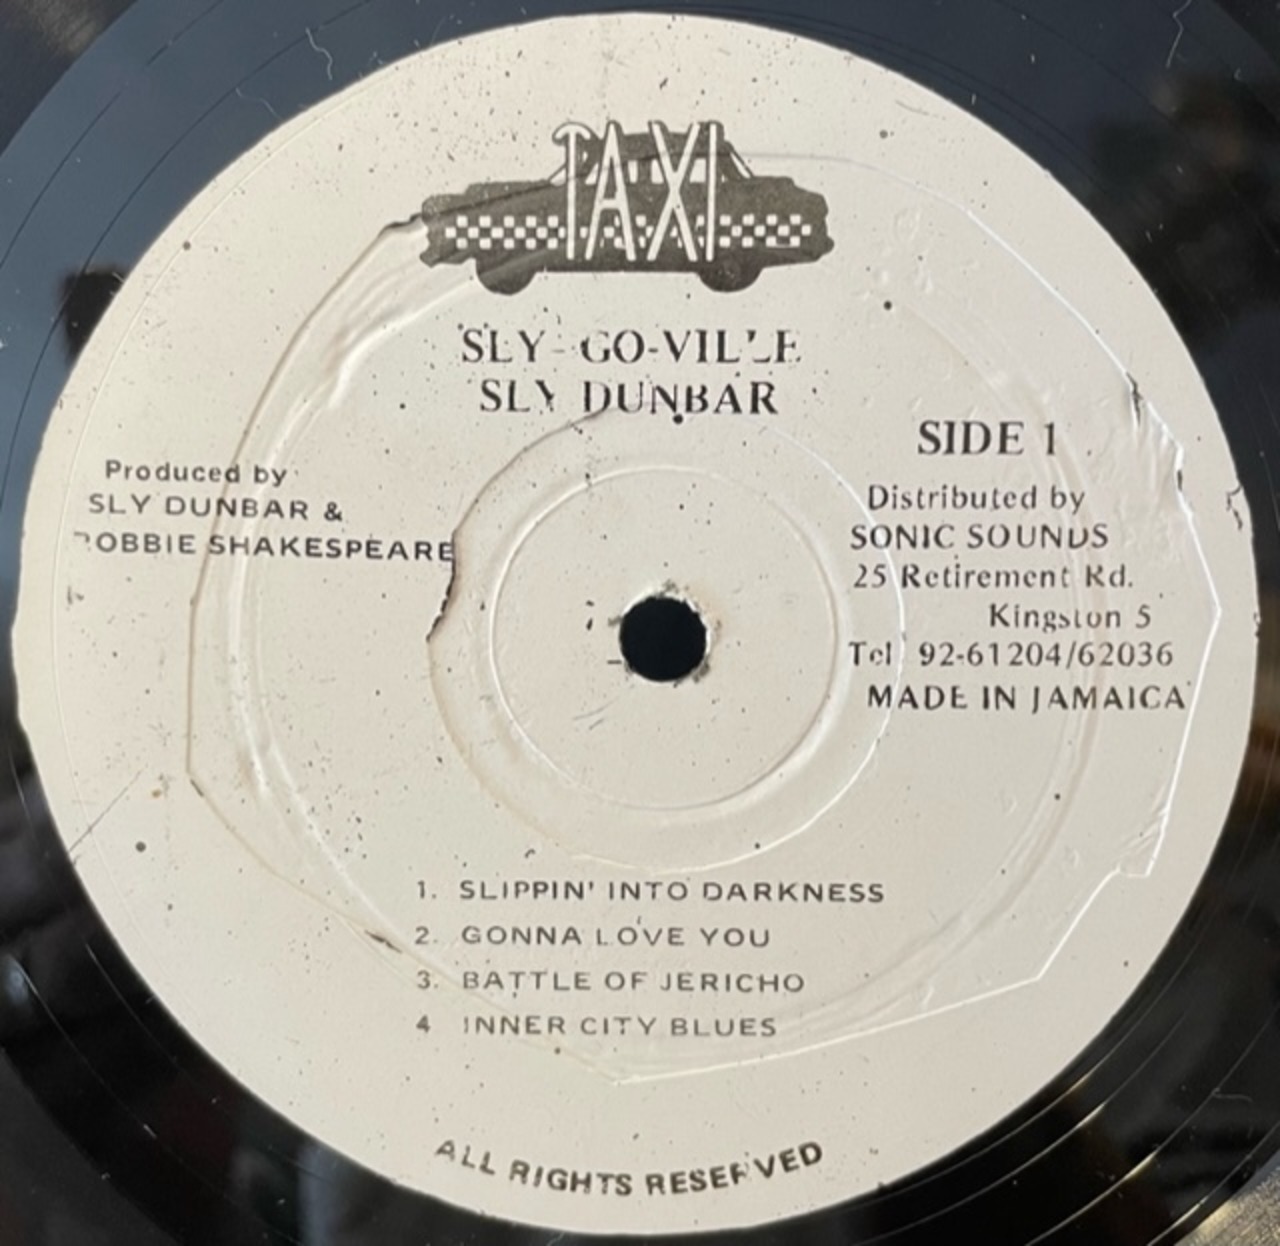 TAXI
SLY-GO-VILLE
SLY DUNBAR
SIDE 1
Produced by
SLY DUNBAR &
ROBBIE SHAKESPEARE
Distributed by
SONIC SOUNDS
25 Retirement Rd.
Kingston 5
Tel 92-61204/62036
MADE IN JAMAICA
1. SLIPPIN' INTO DARKNESS
2. GONNA LOVE YOU
3. BATTLE OF JERICHO
4 INNER CITY BLUES
ALL RIGHTS RESERVED